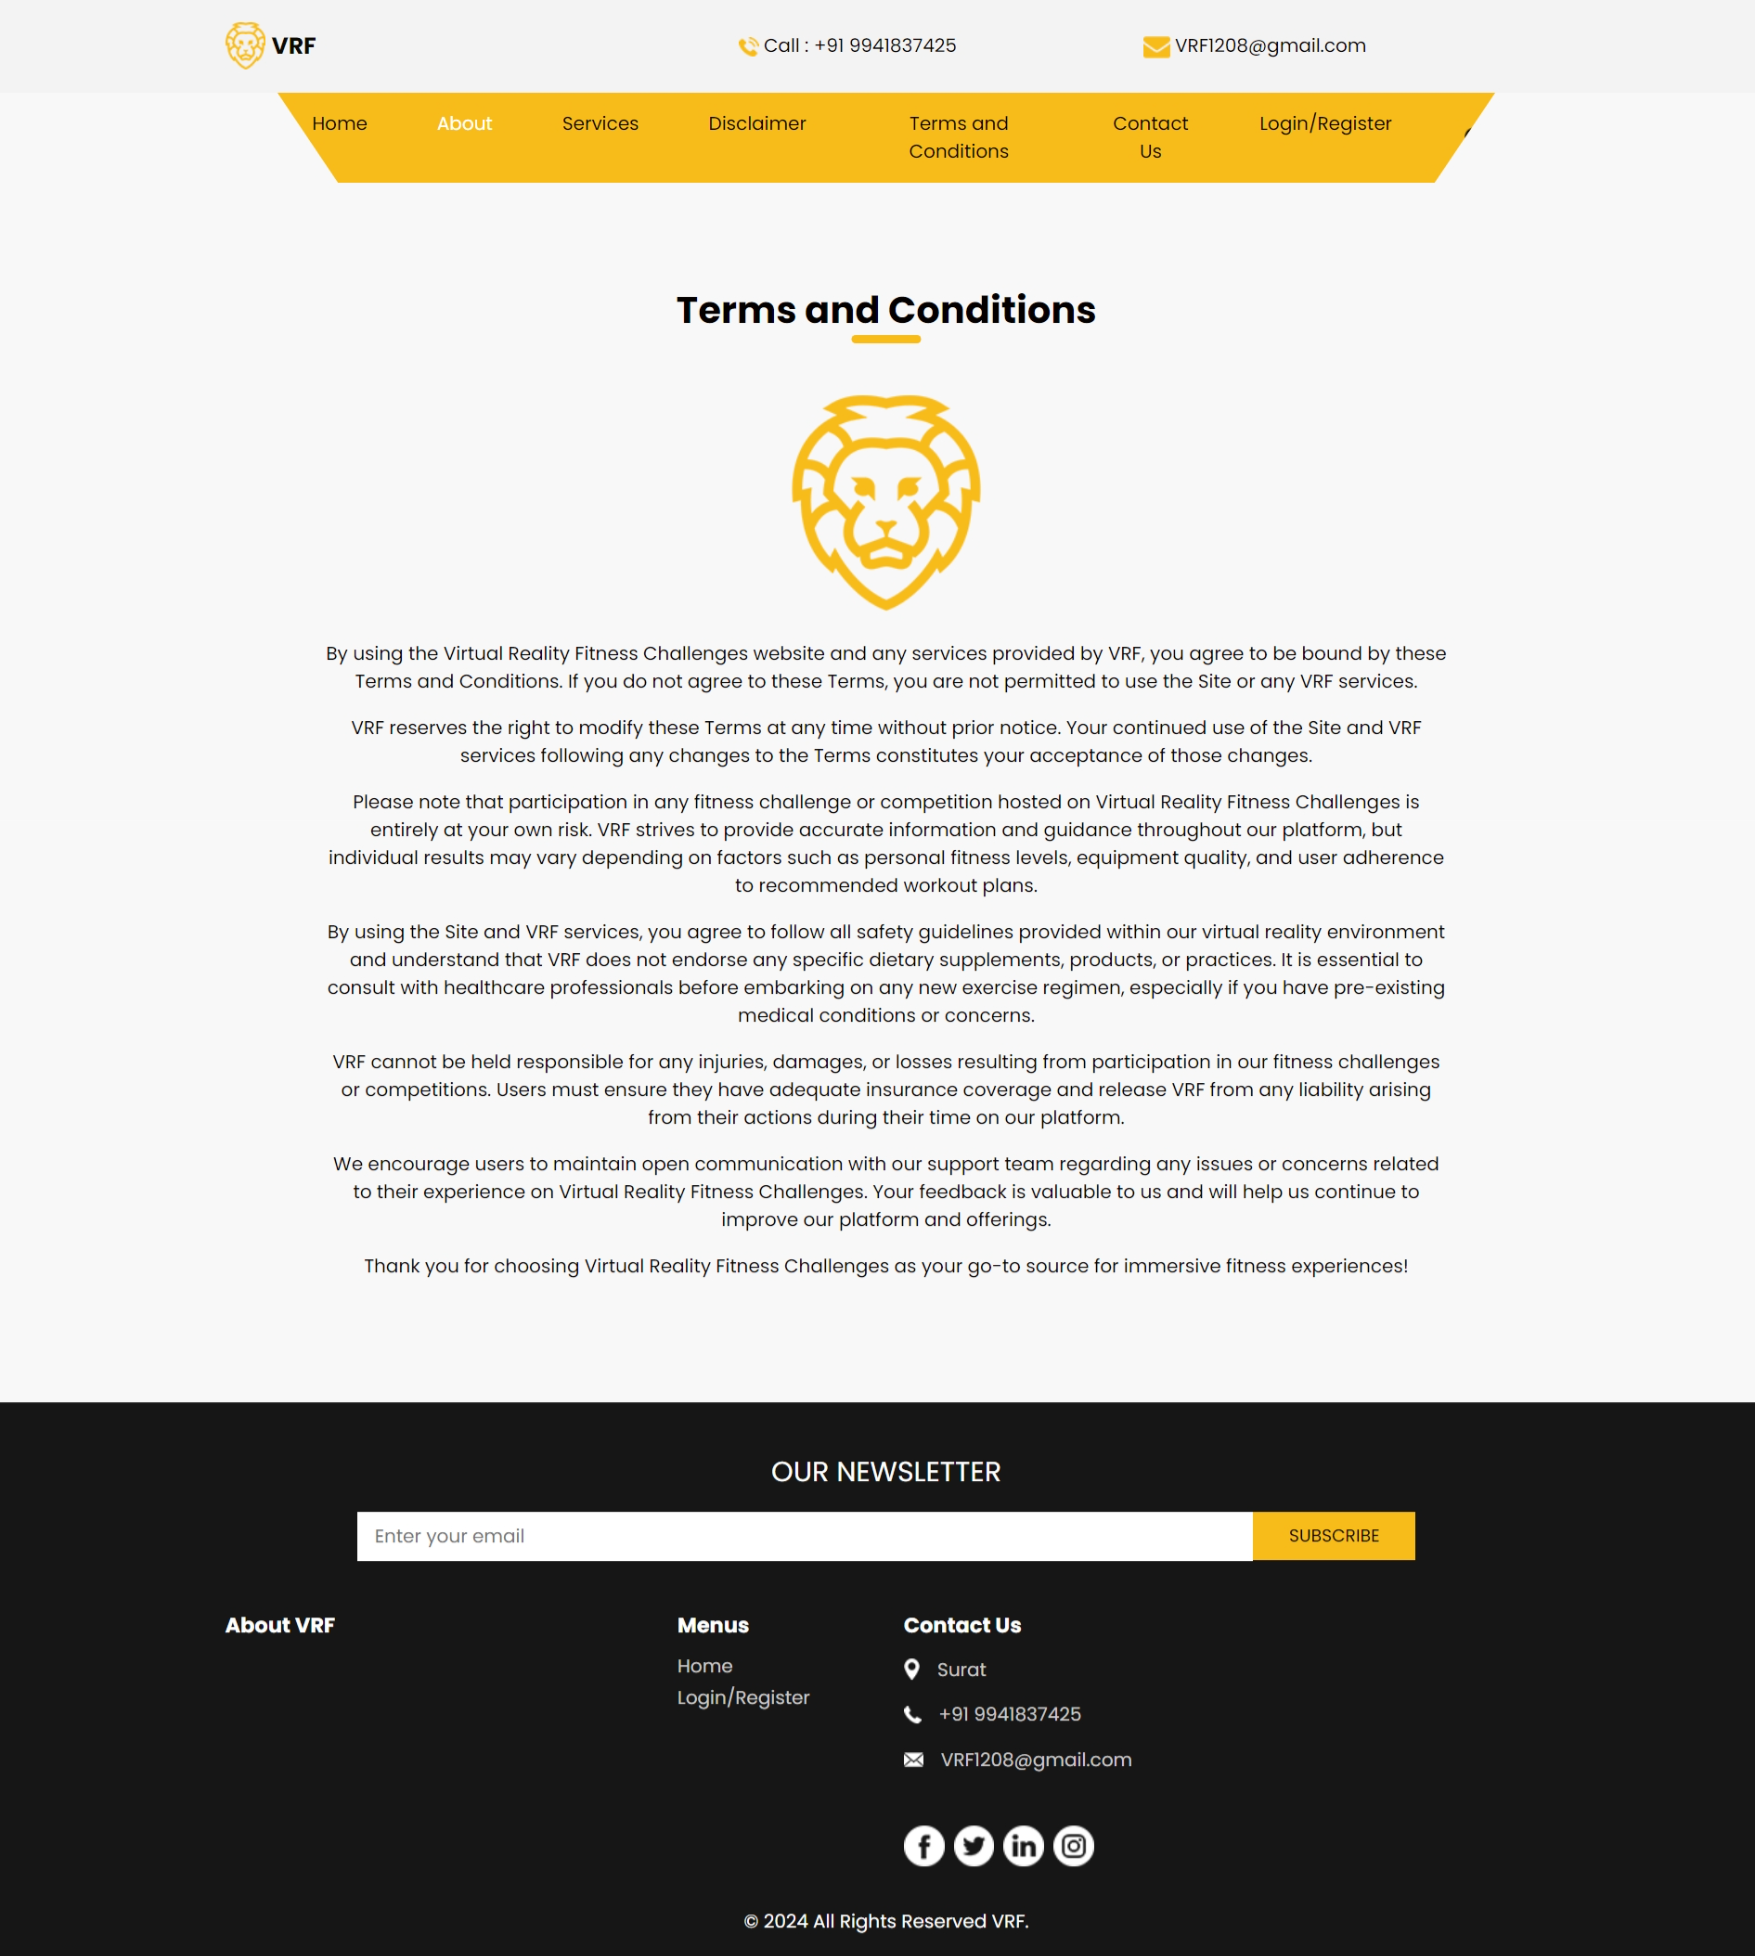 VRF
Call : +91 9941837425
VRF1208@gmail.com
Home
About
Services
Disclaimer
Terms and
Conditions
Contact
Us
Login/Register
Terms and Conditions
By using the Virtual Reality Fitness Challenges website and any services provided by VRF, you agree to be bound by these
Terms and Conditions. If you do not agree to these Terms, you are not permitted to use the Site or any VRF services.
VRF reserves the right to modify these Terms at any time without prior notice. Your continued use of the Site and VRF
services following any changes to the Terms constitutes your acceptance of those changes.
Please note that participation in any fitness challenge or competition hosted on Virtual Reality Fitness Challenges is
entirely at your own risk. VRF strives to provide accurate information and guidance throughout our platform, but
individual results may vary depending on factors such as personal fitness levels, equipment quality, and user adherence
to recommended workout plans.
By using the Site and VRF services, you agree to follow all safety guidelines provided within our virtual reality environment
and understand that VRF does not endorse any specific dietary supplements, products, or practices. It is essential to
consult with healthcare professionals before embarking on any new exercise regimen, especially if you have pre-existing
medical conditions or concerns.
VRF cannot be held responsible for any injuries, damages, or losses resulting from participation in our fitness challenges
or competitions. Users must ensure they have adequate insurance coverage and release VRF from any liability arising
from their actions during their time on our platform.
We encourage users to maintain open communication with our support team regarding any issues or concerns related
to their experience on Virtual Reality Fitness Challenges. Your feedback is valuable to us and will help us continue to
improve our platform and offerings.
Thank you for choosing Virtual Reality Fitness Challenges as your go-to source for immersive fitness experiences!
OUR NEWSLETTER
Enter your email
SUBSCRIBE
About VRF
Menus
Home
Login/Register
Contact Us
Surat
+91 9941837425
VRF1208@gmail.com
© 2024 All Rights Reserved VRF.